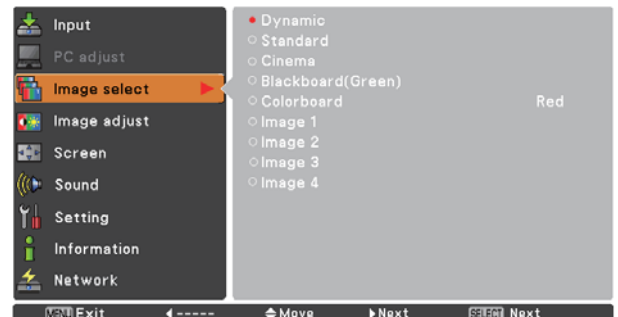 Input
PC adjust
Image select
Image adjust
Screen
Sound
Setting
Information
Network
Dynamic
Standard
Cinema
Blackboard(Green)
Colorboard Red
Image 1
Image 2
Image 3
Image 4
MENU Exit ◀----- ◆Move ▶Next SELECT Next